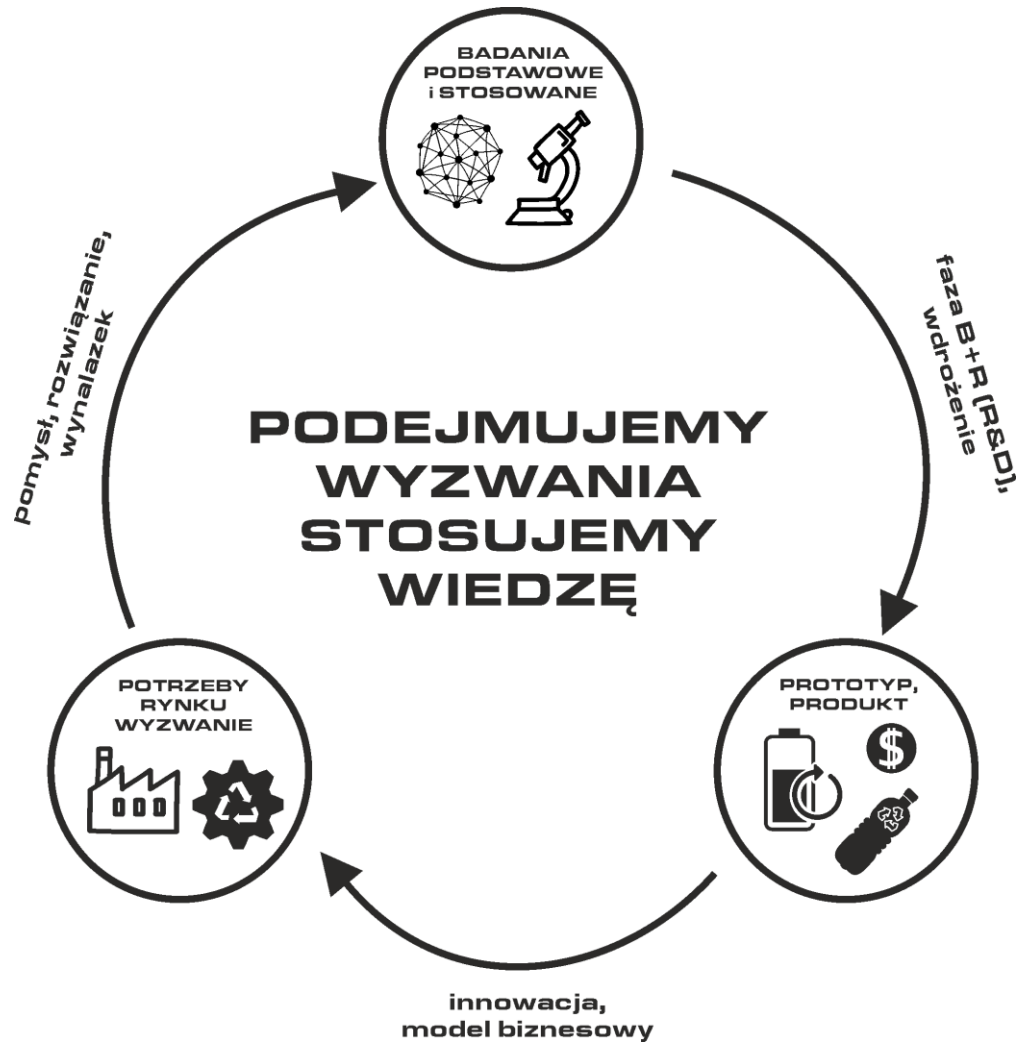 BADANIA
PODSTAWOWE
i STOSOWANE
pomysł, rozwiązanie,
wynalazek
faza B+R (R&D),
wdrożenie
PODEJMUJEMY
WYZWANIA
STOSUJEMY
WIEDZĘ
POTRZEBY
RYNKU
WYZWANIE
PROTOTYP,
PRODUKT
$
innowacja,
model biznesowy